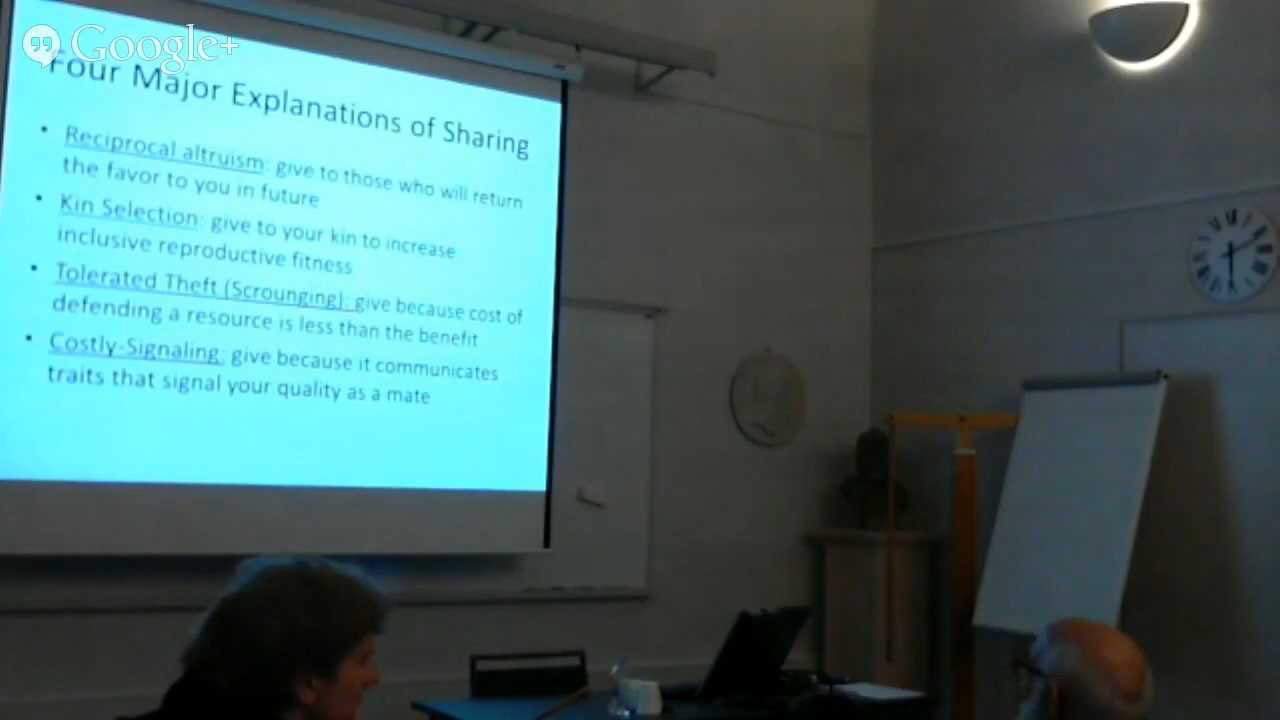 Google+
Four Major Explanations of Sharing
• Reciprocal altruism: give to those who will return
the favor to you in future
• Kin Selection: give to your kin to increase
inclusive reproductive fitness
• Tolerated Theft (Scrounging): give because cost of
defending a resource is less than the benefit
• Costly-Signaling: give because it communicates
traits that signal your quality as a mate